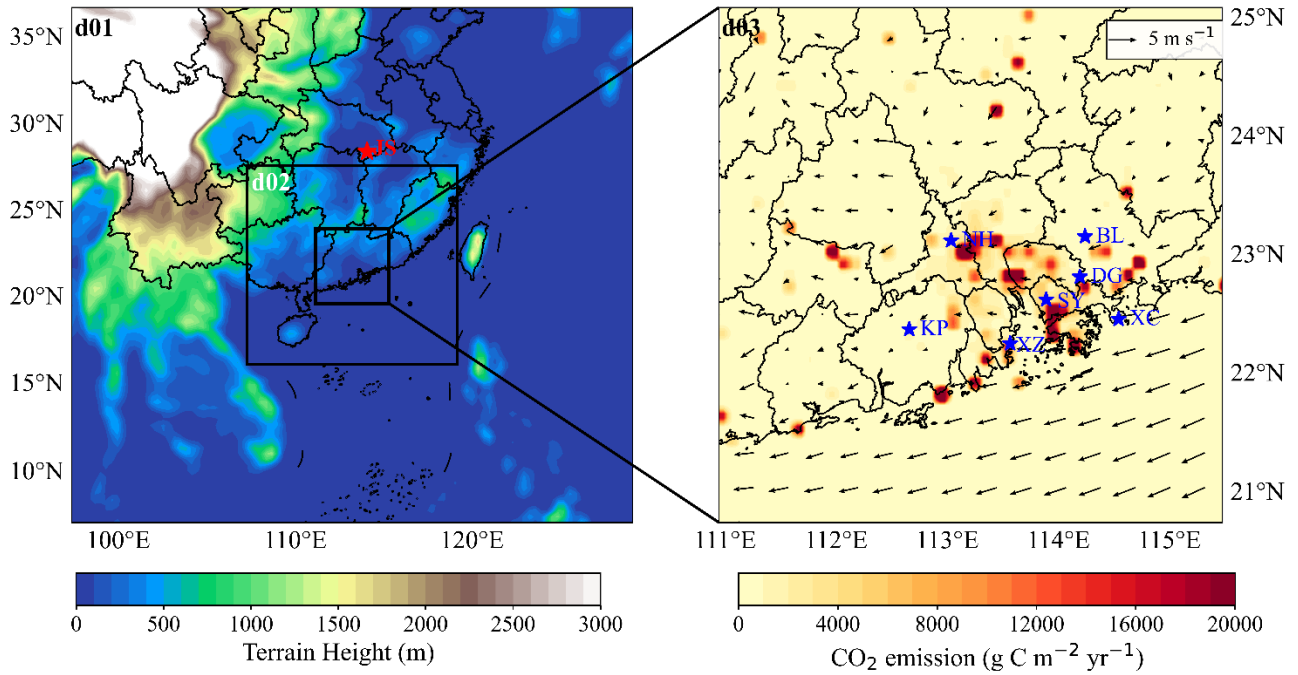 d01
35°N
30°N
25°N
20°N
15°N
10°N
JS
d02
100°E
110°E
120°E
0
500
1000
1500
2000
2500
3000
Terrain Height (m)
d03
5 m s⁻¹
25°N
24°N
23°N
22°N
21°N
NH
BL
DG
SY
XC
KP
XZ
111°E
112°E
113°E
114°E
115°E
0
4000
8000
12000
16000
20000
CO₂ emission (g C m⁻² yr⁻¹)